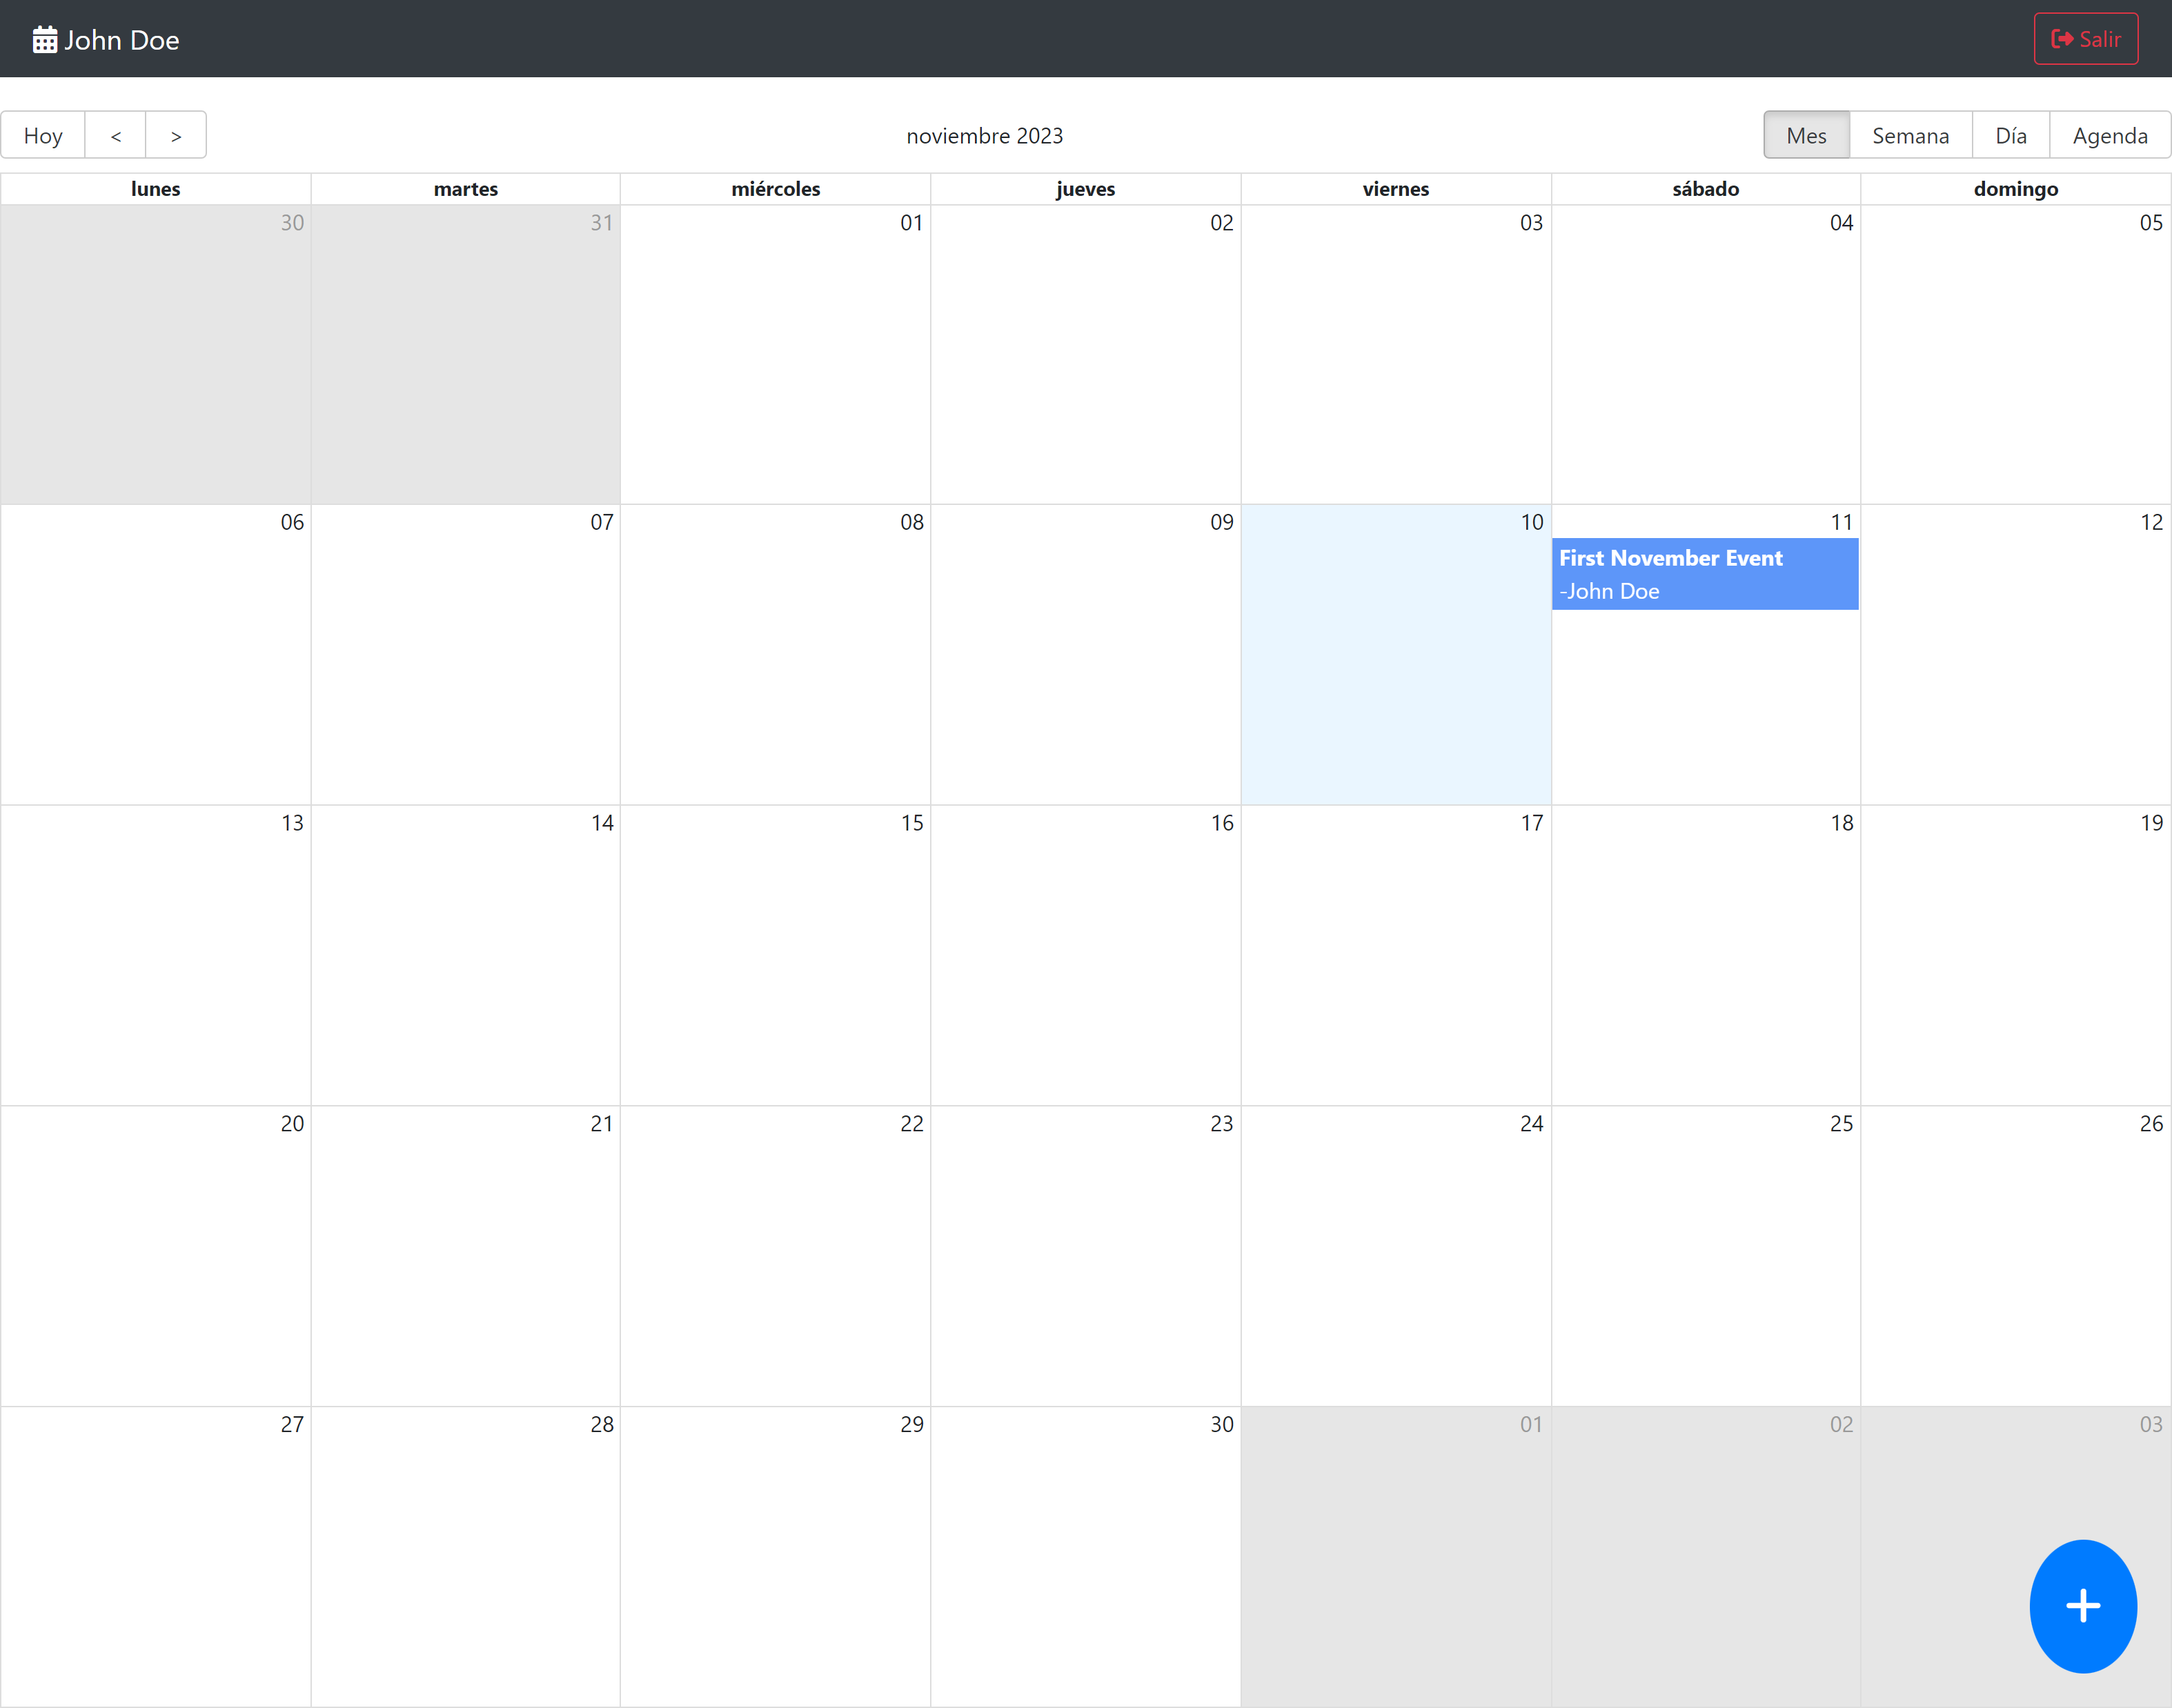 John Doe
Salir
Hoy < > noviembre 2023 Mes Semana Día Agenda
lunes martes miércoles jueves viernes sábado domingo
30 31 01 02 03 04 05
06 07 08 09 10 11 12
First November Event
-John Doe
13 14 15 16 17 18 19
20 21 22 23 24 25 26
27 28 29 30 01 02 03
+